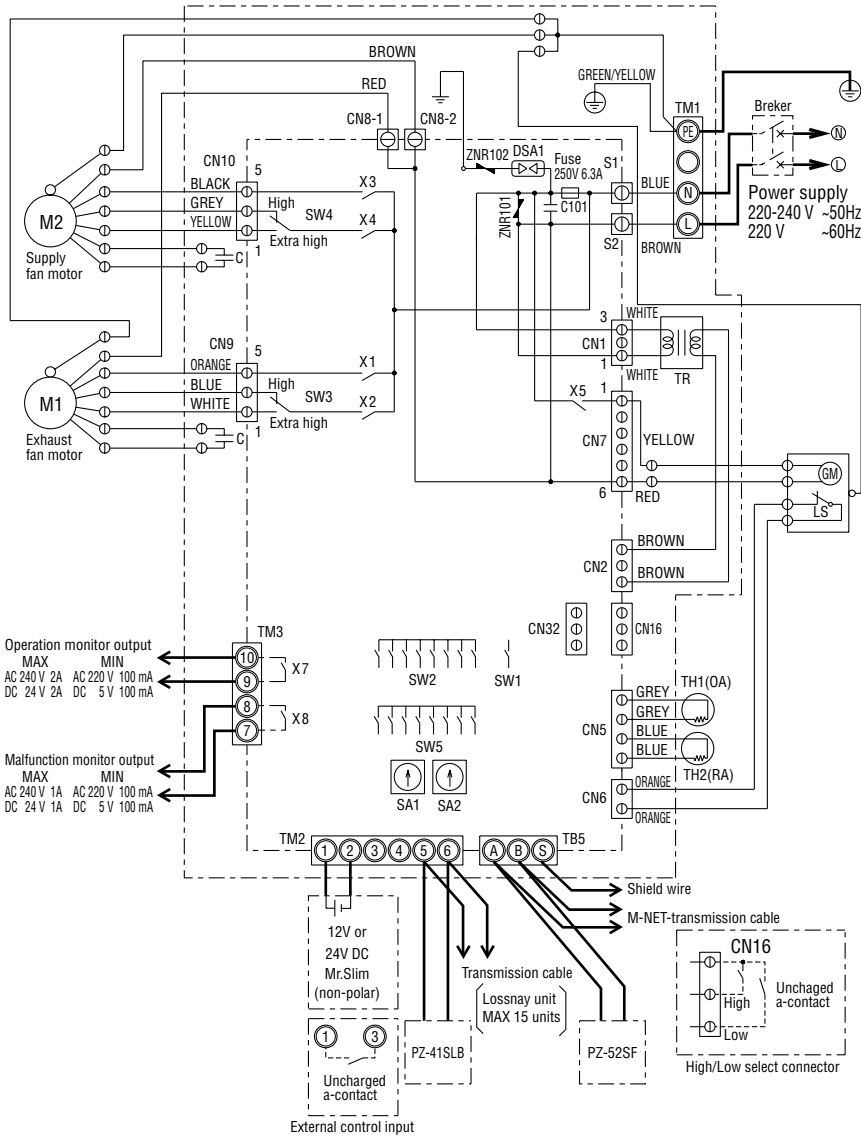 BROWN
RED
GREEN/YELLOW
TM1
Breker
CN8-1
CN8-2
PE
N
CN10
5
ZNR102
DSA1
Fuse
250V 6.3A
S1
L
BLACK
X3
BLUE
N
Power supply
220-240 V ~50Hz
220 V ~60Hz
M2
GREY
High
SW4
X4
ZNR101
C101
YELLOW
Extra high
S2
L
BROWN
Supply
fan motor
C
1
3
WHITE
CN1
CN9
5
1
WHITE
TR
ORANGE
X1
M1
BLUE
High
SW3
X5
1
WHITE
X2
Extra high
YELLOW
Exhaust
fan motor
C
1
CN7
GM
6
RED
LS
BROWN
CN2
BROWN
CN32
CN16
Operation monitor output
MAX MIN
AC 240 V 2A AC 220 V 100 mA
DC 24 V 2A DC 5 V 100 mA
TM3
10
X7
9
8
X8
7
SW2
SW1
SW5
TH1(OA)
GREY
GREY
CN5
BLUE
BLUE
TH2(RA)
Malfunction monitor output
MAX MIN
AC 240 V 1A AC 220 V 100 mA
DC 24 V 1A DC 5 V 100 mA
SA1
SA2
CN6
ORANGE
ORANGE
TM2
1 2 3 4 5 6
A B S
TB5
Shield wire
M-NET-transmission cable
12V or
24V DC
Mr.Slim
(non-polar)
Transmission cable
Lossnay unit
MAX 15 units
CN16
Unchaged
a-contact
High
Low
High/Low select connector
1 3
Uncharged
a-contact
External control input
PZ-41SLB
PZ-52SF